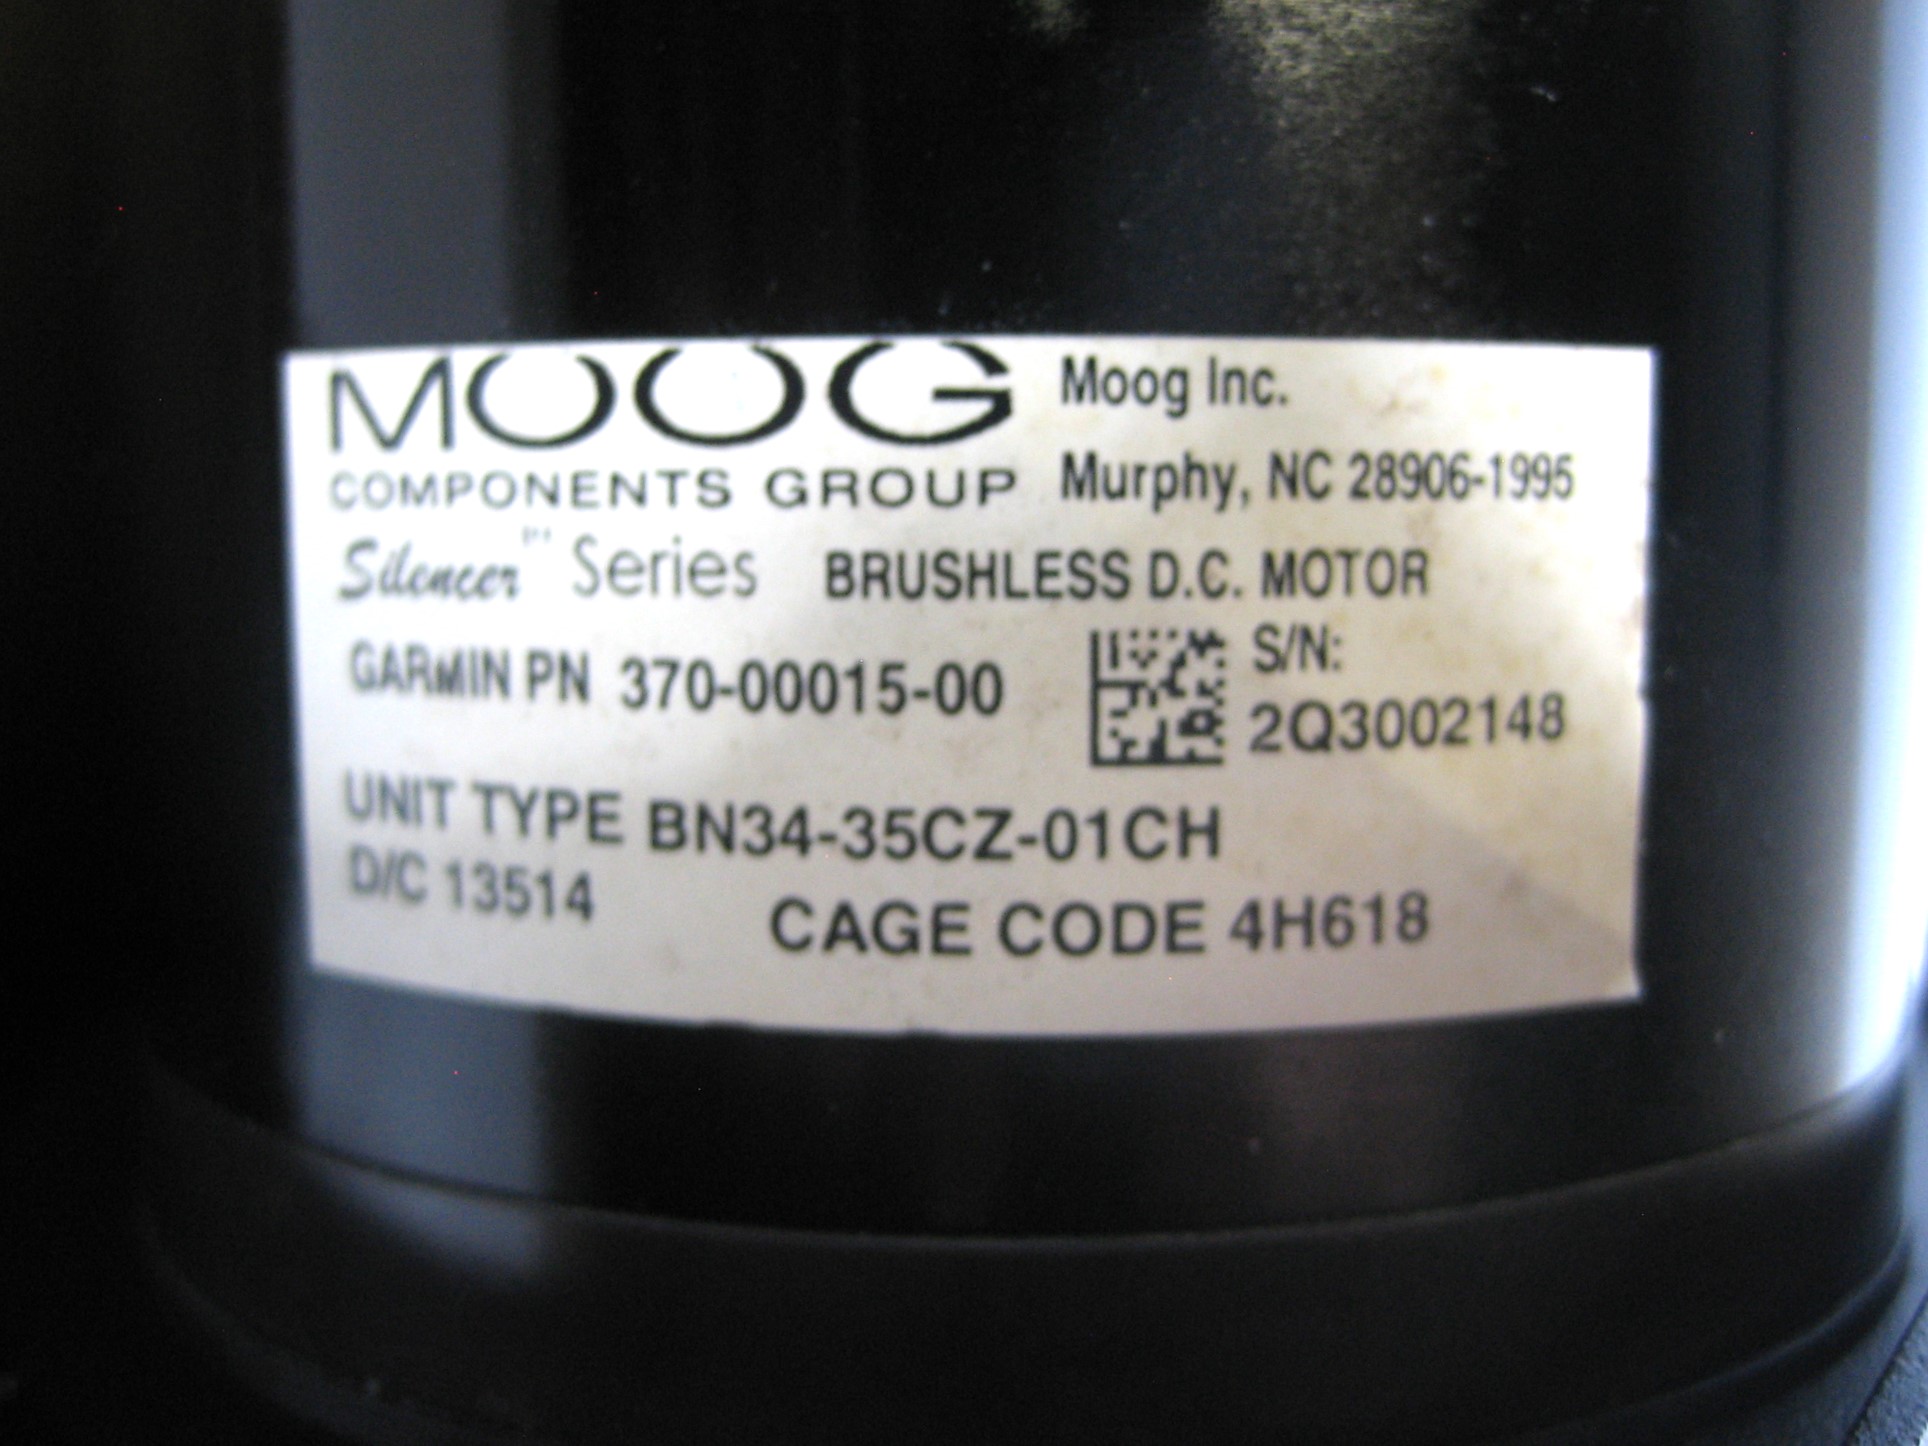 MOOG
COMPONENTS GROUP
Moog Inc.
Murphy, NC 28906-1995
Silencer™ Series BRUSHLESS D.C. MOTOR
GARMIN PN 370-00015-00
S/N:
2Q3002148
UNIT TYPE BN34-35CZ-01CH
D/C 13514
CAGE CODE 4H618